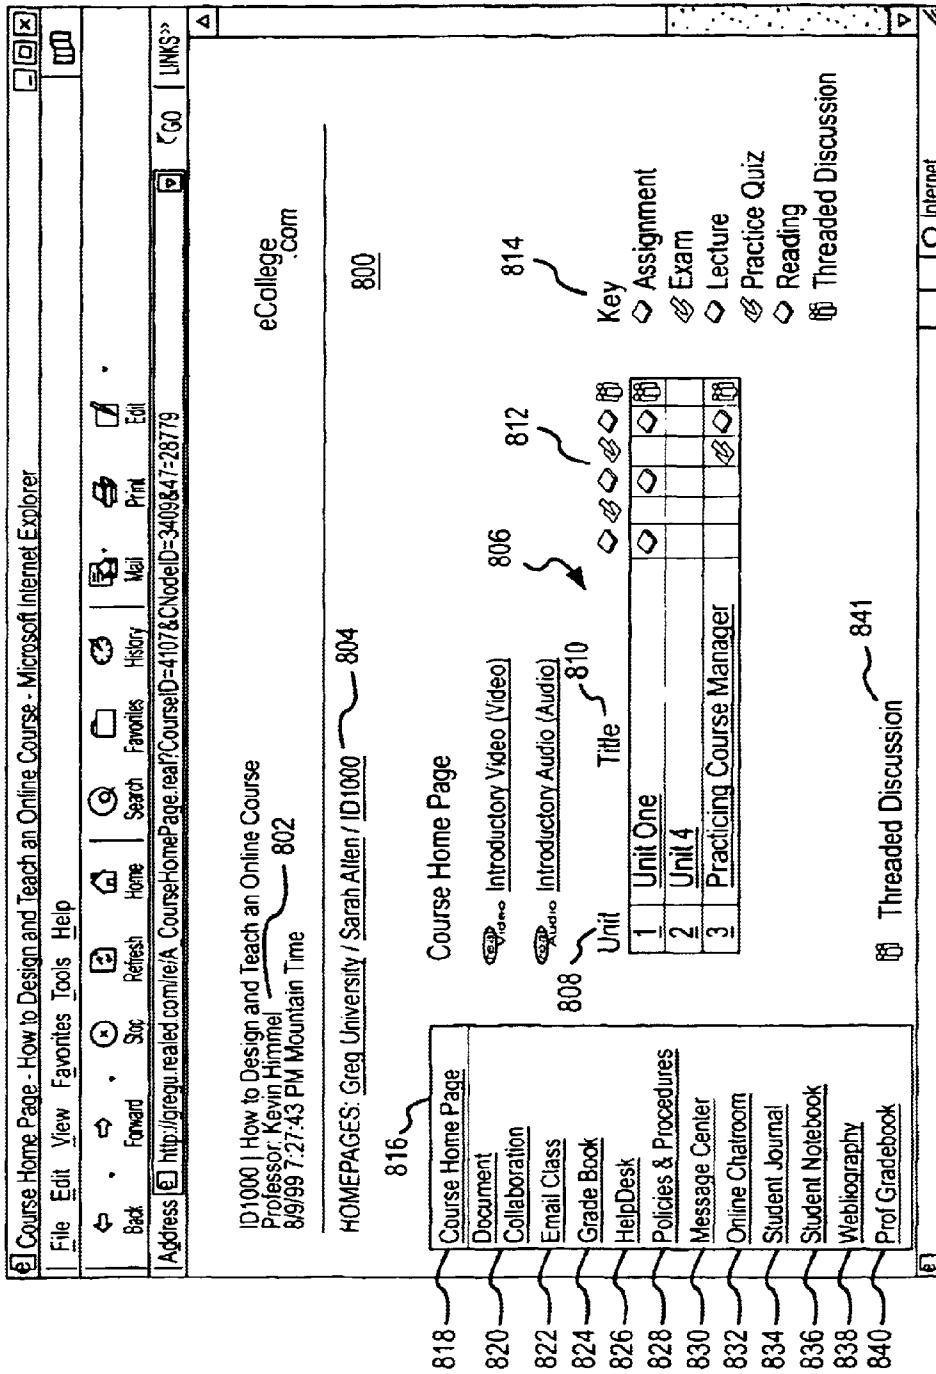 Course Home Page - How to Design and Teach an Online Course - Microsoft Internet Explorer
File Edit View Favorites Tools Help
Back Forward Stop Refresh Home Search Favorites History Mail Print Edit
Address http://gregu.realed.com/re/A_CourseHomePage.real?CourseID=4107&CNodeID=3409&47=28779 GO LINKS»
ID1000 | How to Design and Teach an Online Course
Professor: Kevin Himmel 802
8/9/99 7:27:43 PM Mountain Time
eCollege
.Com
HOMEPAGES: Greg University / Sarah Allen / ID1000 804
800
816
818 Course Home Page
820 Document
Collaboration
822 Email Class
824 Grade Book
826 HelpDesk
828 Policies & Procedures
830 Message Center
832 Online Chatroom
834 Student Journal
836 Student Notebook
838 Webliography
840 Prof Gradebook
Course Home Page
real Video Introductory Video (Video)
real Audio Introductory Audio (Audio)
806
812
814
808 Unit
810 Title
1 Unit One
2 Unit 4
3 Practicing Course Manager
Key
Assignment
Exam
Lecture
Practice Quiz
Reading
Threaded Discussion
Threaded Discussion 841
Internet